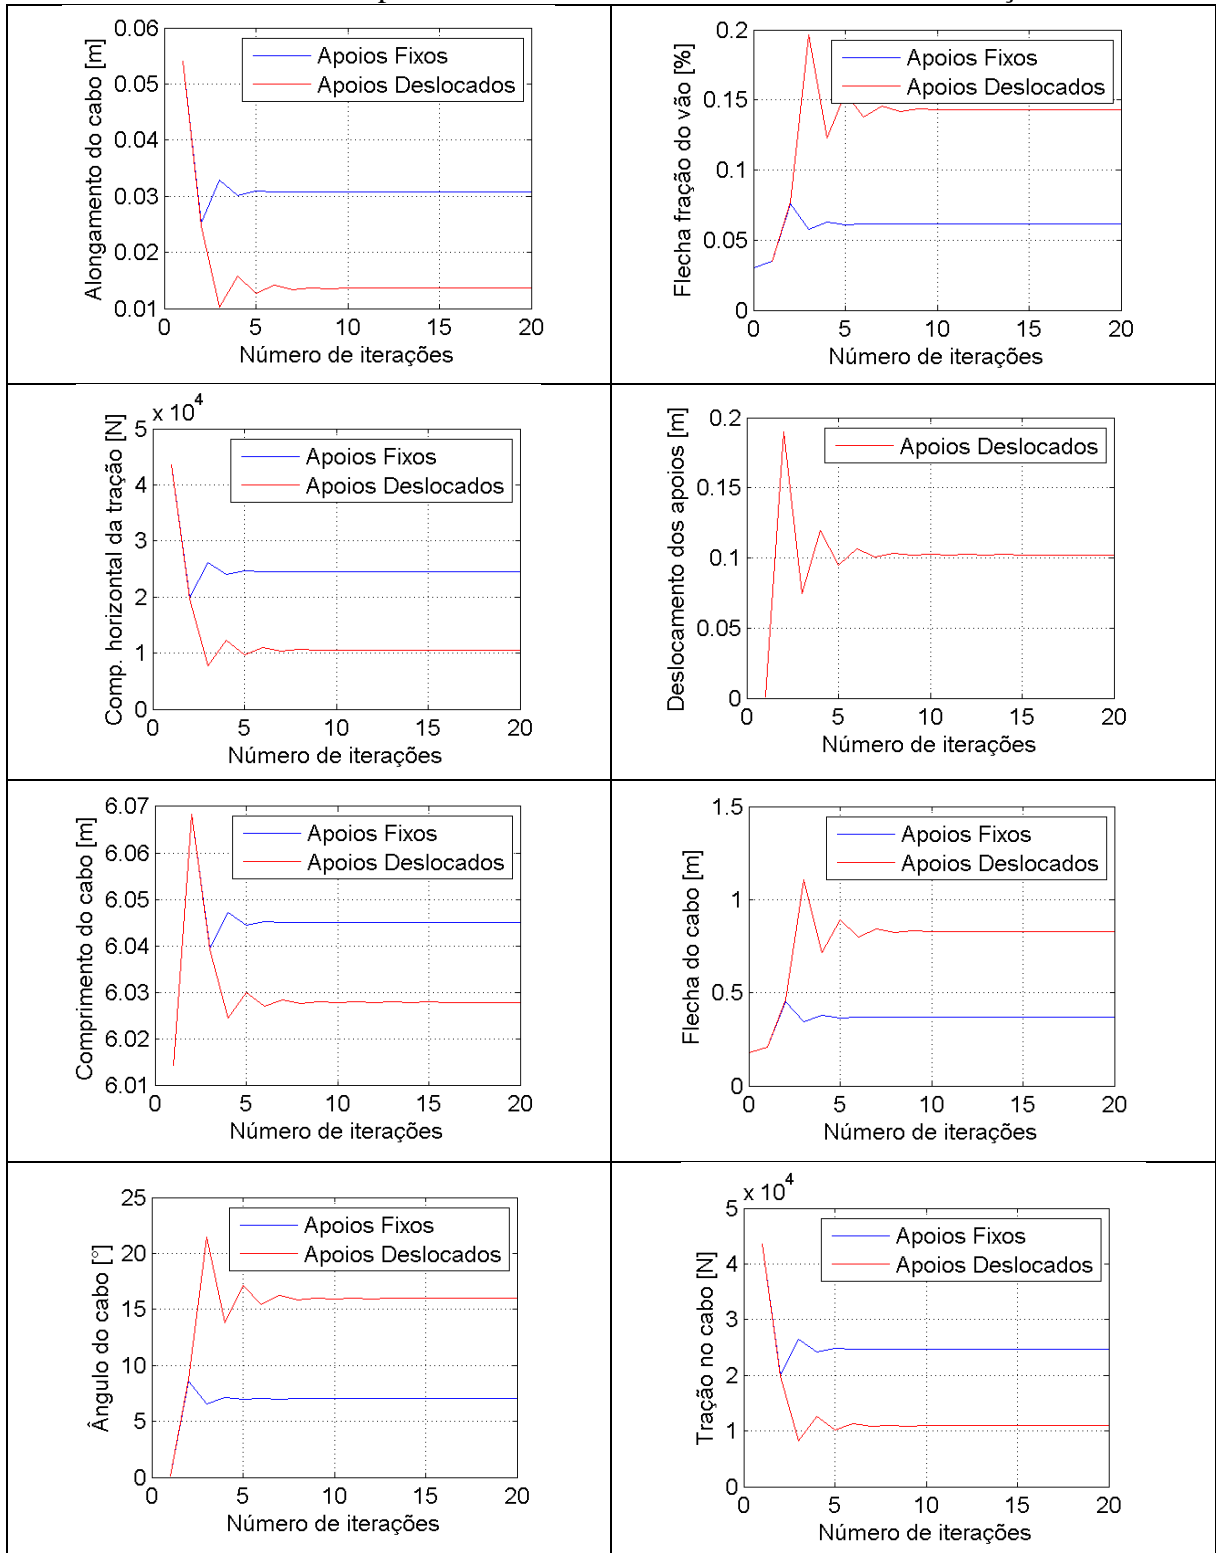 Apoios Fixos
Apoios Deslocados
Alongamento do cabo [m]
0.06
0.05
0.04
0.03
0.02
0.01
0 5 10 15 20
Número de iterações
Apoios Fixos
Apoios Deslocados
Flecha fração do vão [%]
0.2
0.15
0.1
0.05
0
0 5 10 15 20
Número de iterações
x 10^4
Apoios Fixos
Apoios Deslocados
Comp. horizontal da tração [N]
5
4
3
2
1
0
0 5 10 15 20
Número de iterações
Apoios Deslocados
Deslocamento dos apoios [m]
0.2
0.15
0.1
0.05
0
0 5 10 15 20
Número de iterações
Apoios Fixos
Apoios Deslocados
Comprimento do cabo [m]
6.07
6.06
6.05
6.04
6.03
6.02
6.01
0 5 10 15 20
Número de iterações
Apoios Fixos
Apoios Deslocados
Flecha do cabo [m]
1.5
1
0.5
0
0 5 10 15 20
Número de iterações
Apoios Fixos
Apoios Deslocados
Ângulo do cabo [°]
25
20
15
10
5
0
0 5 10 15 20
Número de iterações
x 10^4
Apoios Fixos
Apoios Deslocados
Tração no cabo [N]
5
4
3
2
1
0
0 5 10 15 20
Número de iterações